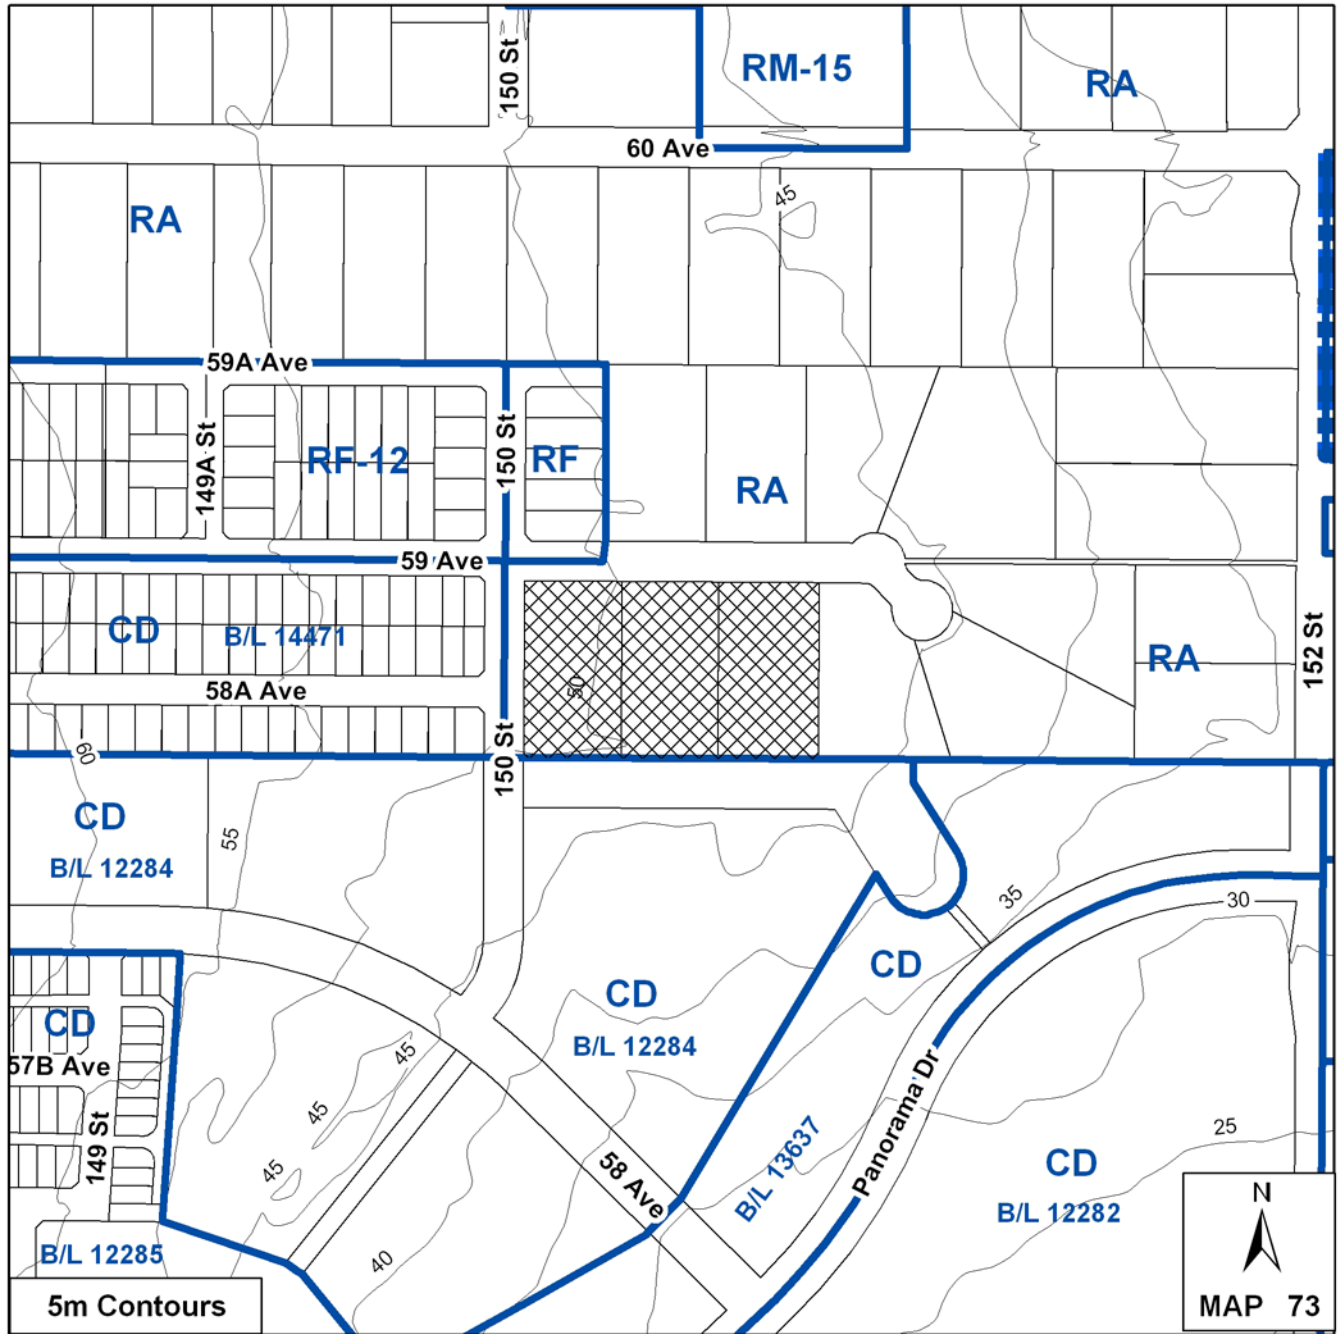 150 St
RM-15
RA
60 Ave
45
RA
59A Ave
149A St
RF-12
150 St
RF
RA
59 Ave
CD
B/L 14471
58A Ave
50
RA
152 St
60
150 St
CD
B/L 12284
55
35
30
CD
CD
B/L 12284
CD
57B Ave
149 St
45
45
45
Panorama Dr
B/L 13637
58 Ave
25
CD
B/L 12282
B/L 12285
40
5m Contours
N
MAP 73